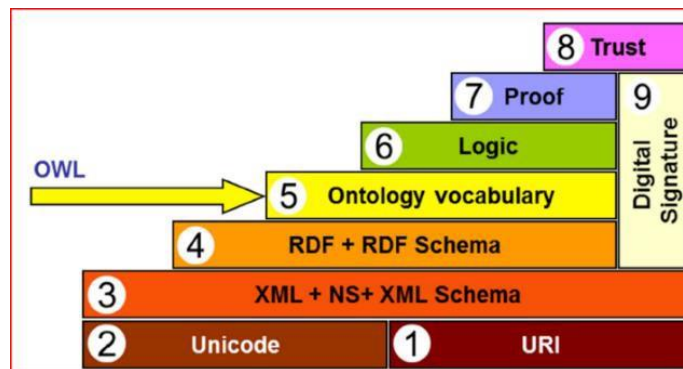 8 Trust
7 Proof
9 Digital Signature
6 Logic
OWL
5 Ontology vocabulary
4 RDF + RDF Schema
3 XML + NS+ XML Schema
2 Unicode
1 URI